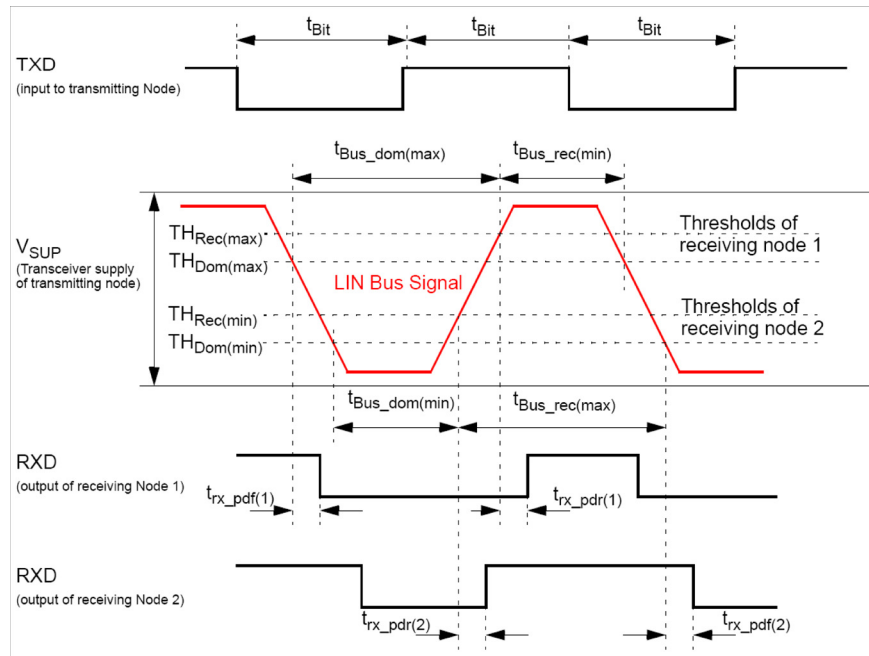 tBit
tBit
tBit
TXD
(input to transmitting Node)
tBus_dom(max)
tBus_rec(min)
VSUP
(Transceiver supply
of transmitting node)
THRec(max)
THDom(max)
THRec(min)
THDom(min)
LIN Bus Signal
Thresholds of
receiving node 1
Thresholds of
receiving node 2
tBus_dom(min)
tBus_rec(max)
RXD
(output of receiving Node 1)
trx_pdf(1)
trx_pdr(1)
RXD
(output of receiving Node 2)
trx_pdr(2)
trx_pdf(2)